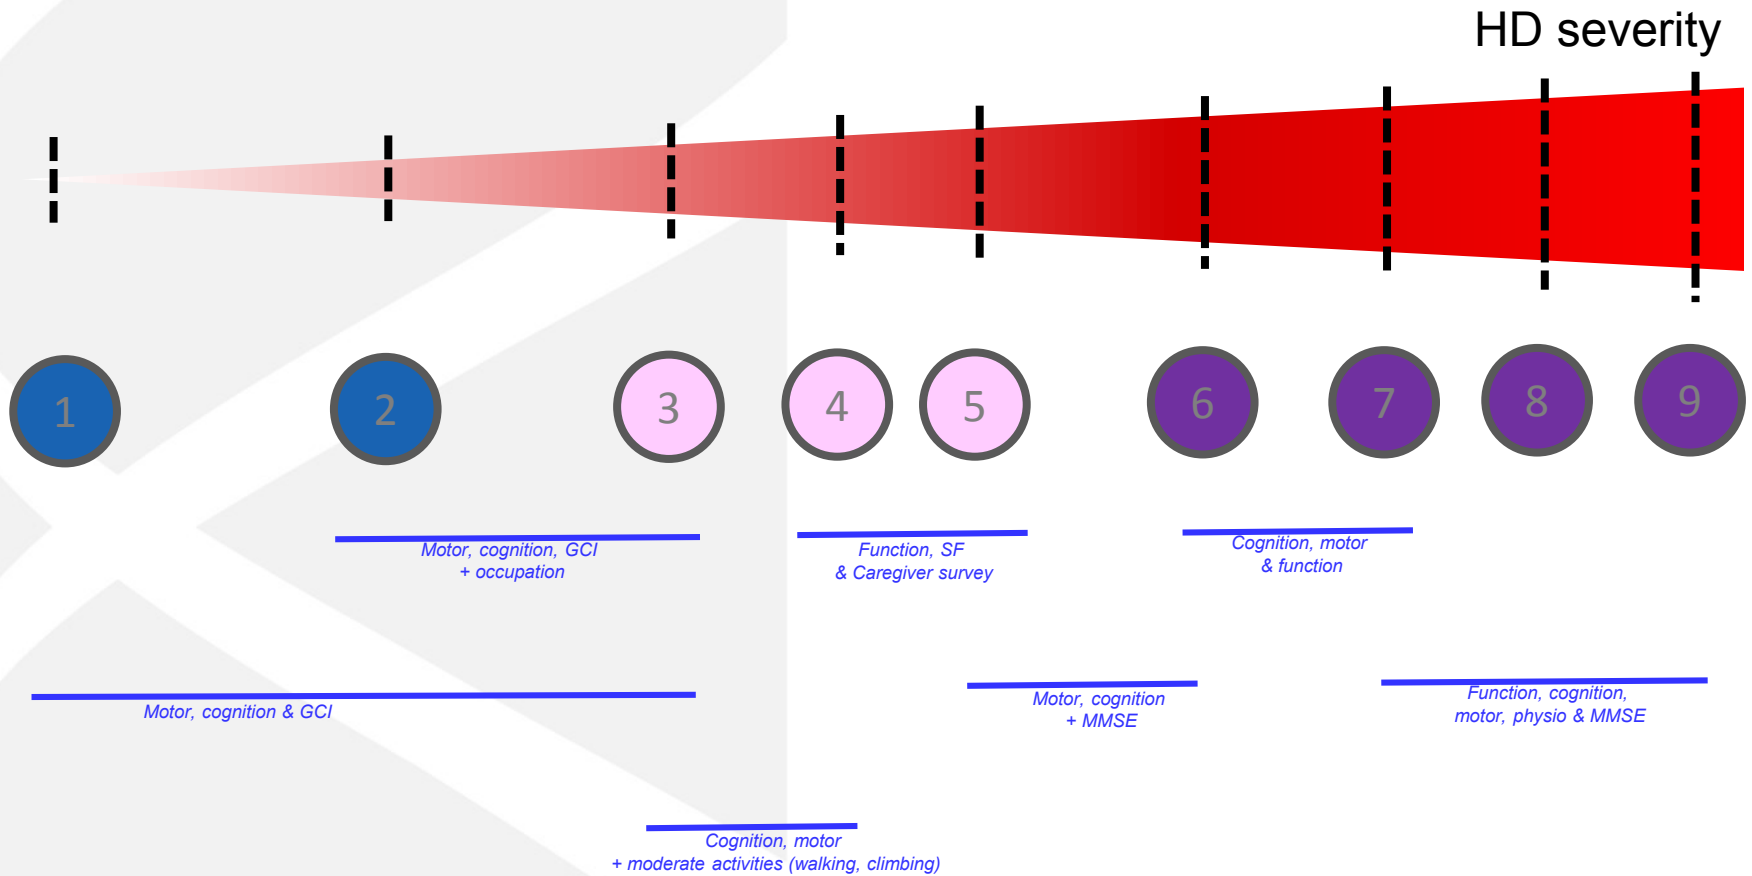 HD severity
1
2
3
4
5
6
7
8
9
Motor, cognition, GCI
+ occupation
Function, SF
& Caregiver survey
Cognition, motor
& function
Motor, cognition & GCI
Motor, cognition
+ MMSE
Function, cognition,
motor, physio & MMSE
Cognition, motor
+ moderate activities (walking, climbing)